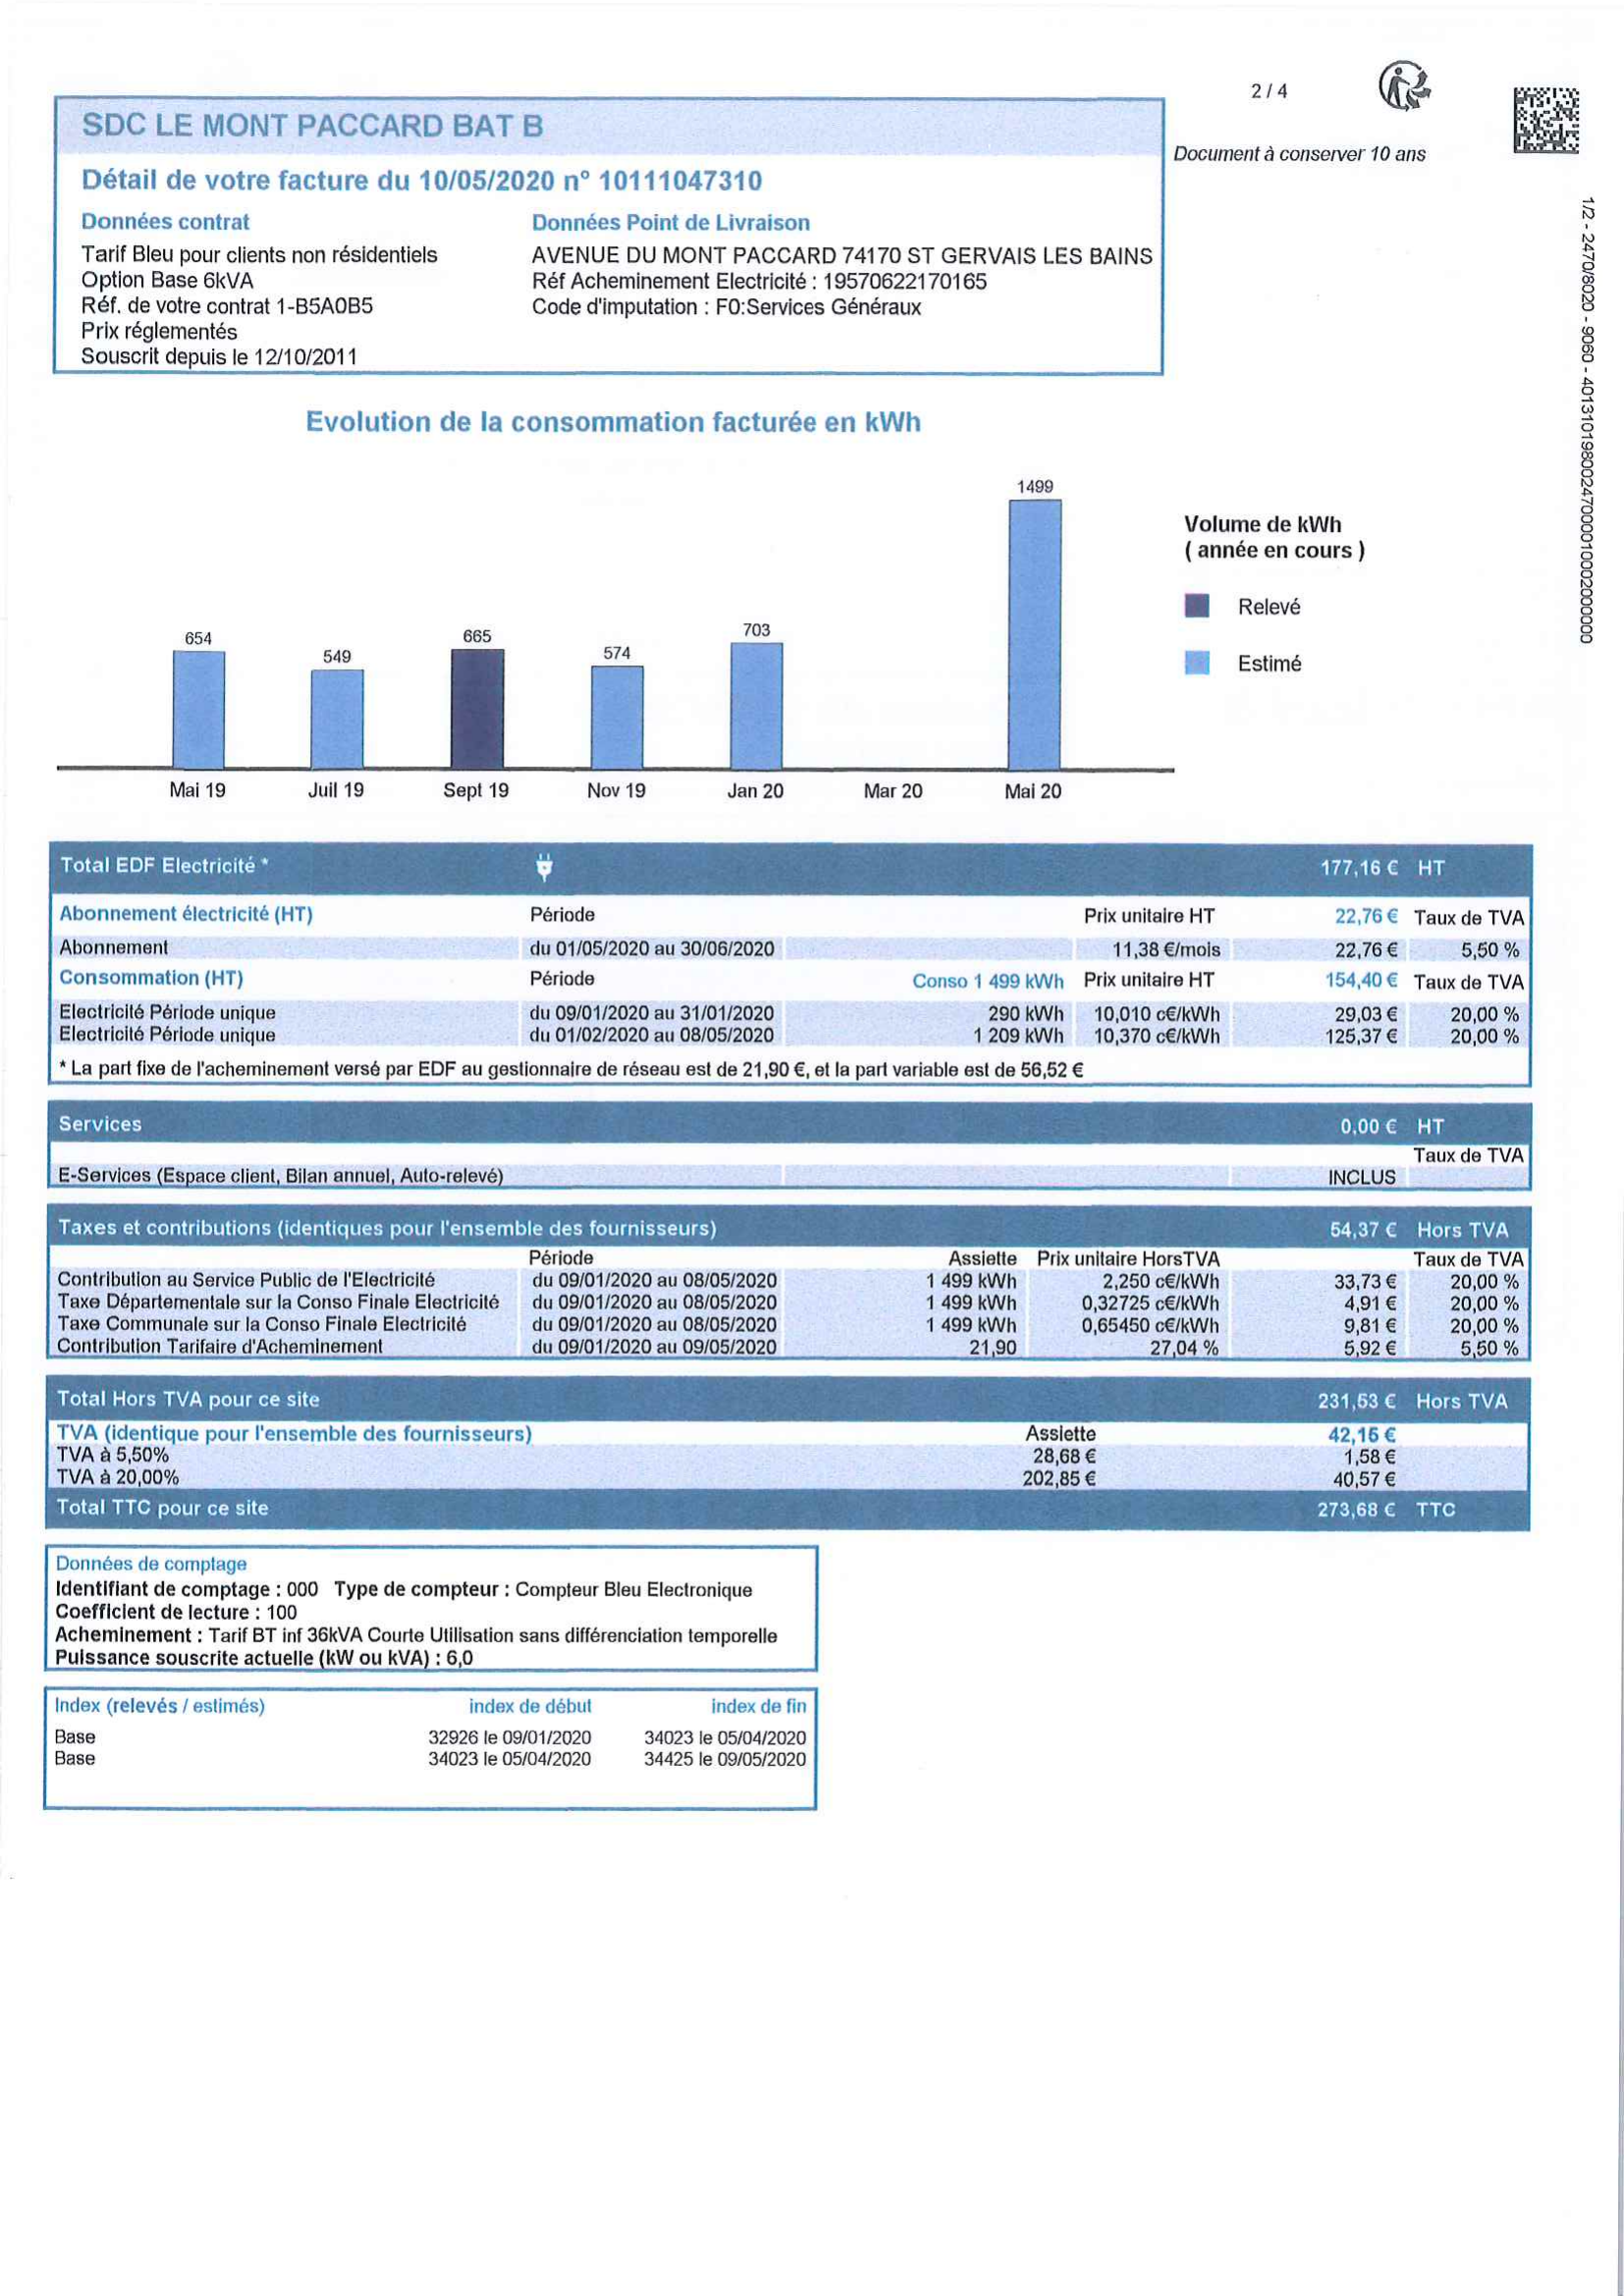 2 / 4
Document à conserver 10 ans
1/2 - 2470/8020 - 9060 - 4013101980024700001000200000
SDC LE MONT PACCARD BAT B
Détail de votre facture du 10/05/2020 n° 10111047310
Données contrat
Tarif Bleu pour clients non résidentiels
Option Base 6kVA
Réf. de votre contrat 1-B5A0B5
Prix réglementés
Souscrit depuis le 12/10/2011
Données Point de Livraison
AVENUE DU MONT PACCARD 74170 ST GERVAIS LES BAINS
Réf Acheminement Electricité : 19570622170165
Code d'imputation : F0:Services Généraux
Evolution de la consommation facturée en kWh
654 549 665 574 703 1499
Mai 19 Juil 19 Sept 19 Nov 19 Jan 20 Mar 20 Mai 20
Volume de kWh
( année en cours )
Relevé
Estimé
Total EDF Electricité * 177,16 € HT
Abonnement électricité (HT) Période Prix unitaire HT 22,76 € Taux de TVA
Abonnement du 01/05/2020 au 30/06/2020 11,38 €/mois 22,76 € 5,50 %
Consommation (HT) Période Conso 1 499 kWh Prix unitaire HT 154,40 € Taux de TVA
Electricité Période unique du 09/01/2020 au 31/01/2020 290 kWh 10,010 c€/kWh 29,03 € 20,00 %
Electricité Période unique du 01/02/2020 au 08/05/2020 1 209 kWh 10,370 c€/kWh 125,37 € 20,00 %
* La part fixe de l'acheminement versé par EDF au gestionnaire de réseau est de 21,90 €, et la part variable est de 56,52 €
Services 0,00 € HT
Taux de TVA
E-Services (Espace client, Bilan annuel, Auto-relevé) INCLUS
Taxes et contributions (identiques pour l'ensemble des fournisseurs) 54,37 € Hors TVA
Période Assiette Prix unitaire HorsTVA Taux de TVA
Contribution au Service Public de l'Electricité du 09/01/2020 au 08/05/2020 1 499 kWh 2,250 c€/kWh 33,73 € 20,00 %
Taxe Départementale sur la Conso Finale Electricité du 09/01/2020 au 08/05/2020 1 499 kWh 0,32725 c€/kWh 4,91 € 20,00 %
Taxe Communale sur la Conso Finale Electricité du 09/01/2020 au 08/05/2020 1 499 kWh 0,65450 c€/kWh 9,81 € 20,00 %
Contribution Tarifaire d'Acheminement du 09/01/2020 au 09/05/2020 21,90 27,04 % 5,92 € 5,50 %
Total Hors TVA pour ce site 231,53 € Hors TVA
TVA (identique pour l'ensemble des fournisseurs) Assiette 42,15 €
TVA à 5,50% 28,68 € 1,58 €
TVA à 20,00% 202,85 € 40,57 €
Total TTC pour ce site 273,68 € TTC
Données de comptage
Identifiant de comptage : 000 Type de compteur : Compteur Bleu Electronique
Coefficient de lecture : 100
Acheminement : Tarif BT inf 36kVA Courte Utilisation sans différenciation temporelle
Puissance souscrite actuelle (kW ou kVA) : 6,0
Index (relevés / estimés) index de début index de fin
Base 32926 le 09/01/2020 34023 le 05/04/2020
Base 34023 le 05/04/2020 34425 le 09/05/2020